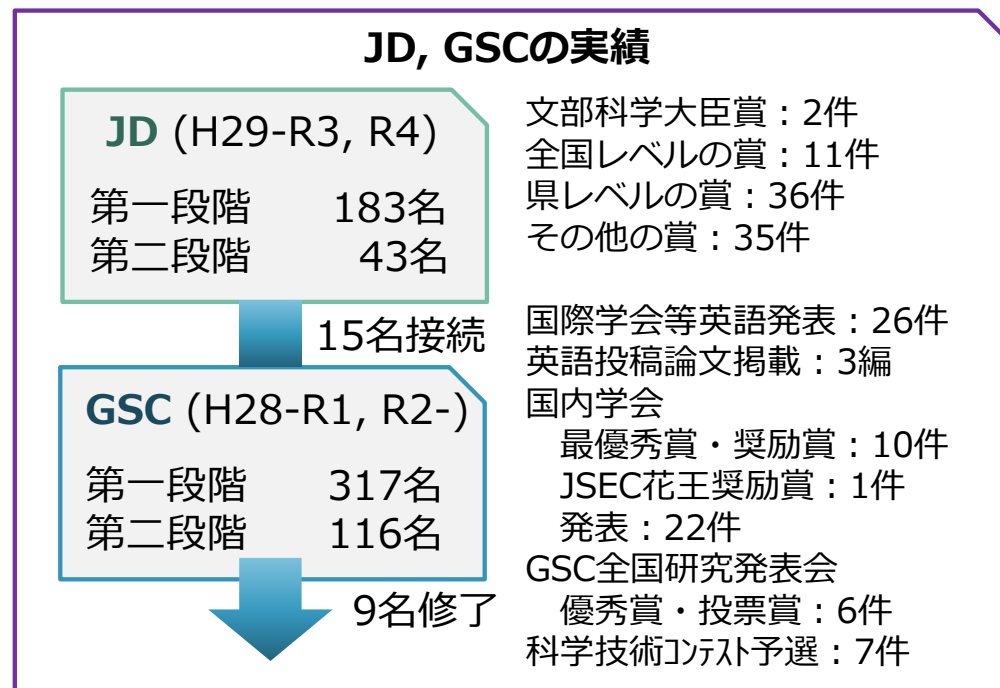 JD, GSCの実績
JD (H29-R3, R4)
第一段階 183名
第二段階 43名
文部科学大臣賞：2件
全国レベルの賞：11件
県レベルの賞：36件
その他の賞：35件
15名接続
GSC (H28-R1, R2-)
第一段階 317名
第二段階 116名
9名修了
国際学会等英語発表：26件
英語投稿論文掲載：3編
国内学会
最優秀賞・奨励賞：10件
JSEC花王奨励賞：1件
発表：22件
GSC全国研究発表会
優秀賞・投票賞：6件
科学技術ｺﾝﾃｽﾄ予選：7件